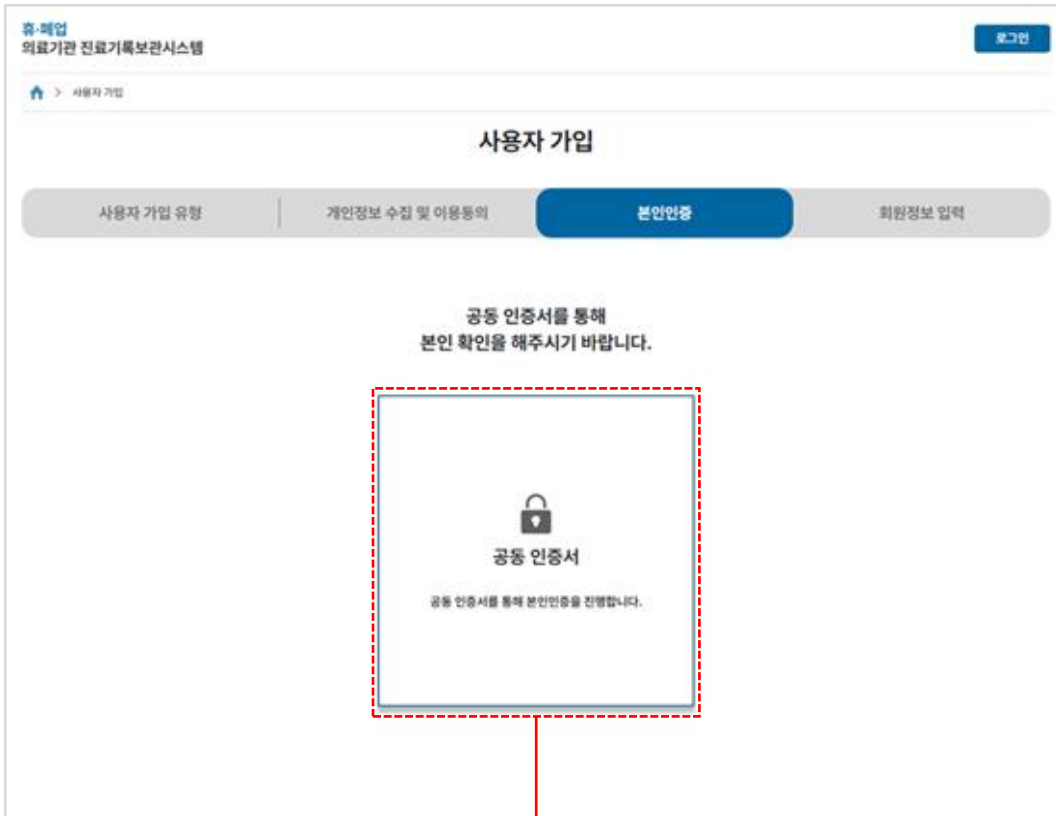 휴·폐업
의료기관 진료기록보관시스템
로그인
> 사용자 가입
사용자 가입
사용자 가입 유형
개인정보 수집 및 이용동의
본인인증
회원정보 입력
공동 인증서를 통해
본인 확인을 해주시기 바랍니다.
공동 인증서
공동 인증서를 통해 본인인증을 진행합니다.